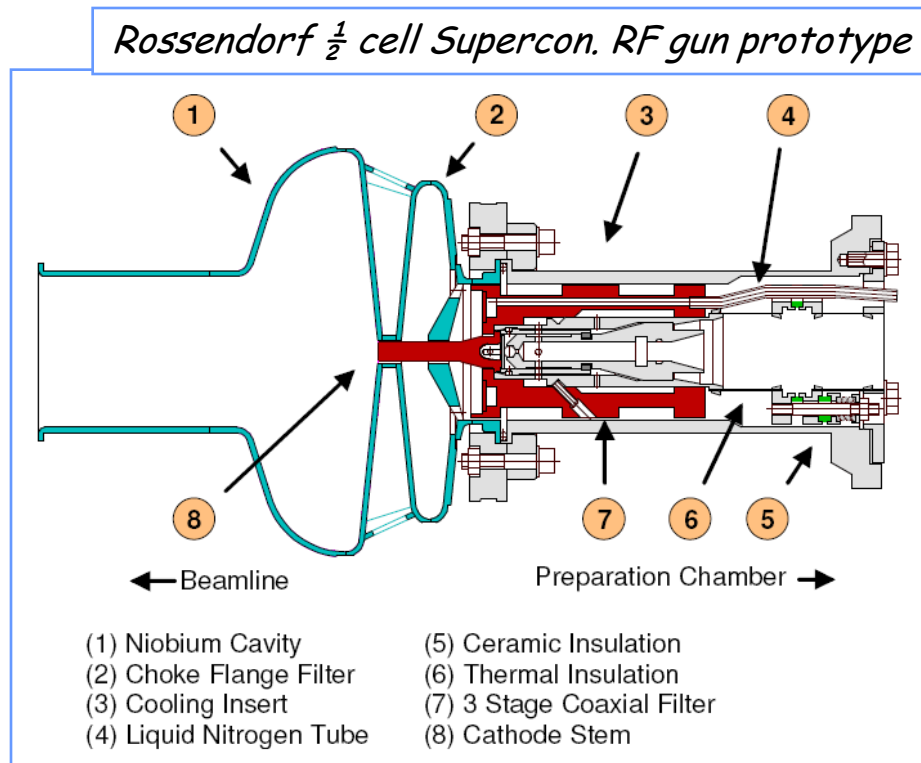 Rossendorf ½ cell Supercon. RF gun prototype
1 2 3 4
8 7 6 5
Beamline Preparation Chamber
(1) Niobium Cavity (5) Ceramic Insulation
(2) Choke Flange Filter (6) Thermal Insulation
(3) Cooling Insert (7) 3 Stage Coaxial Filter
(4) Liquid Nitrogen Tube (8) Cathode Stem